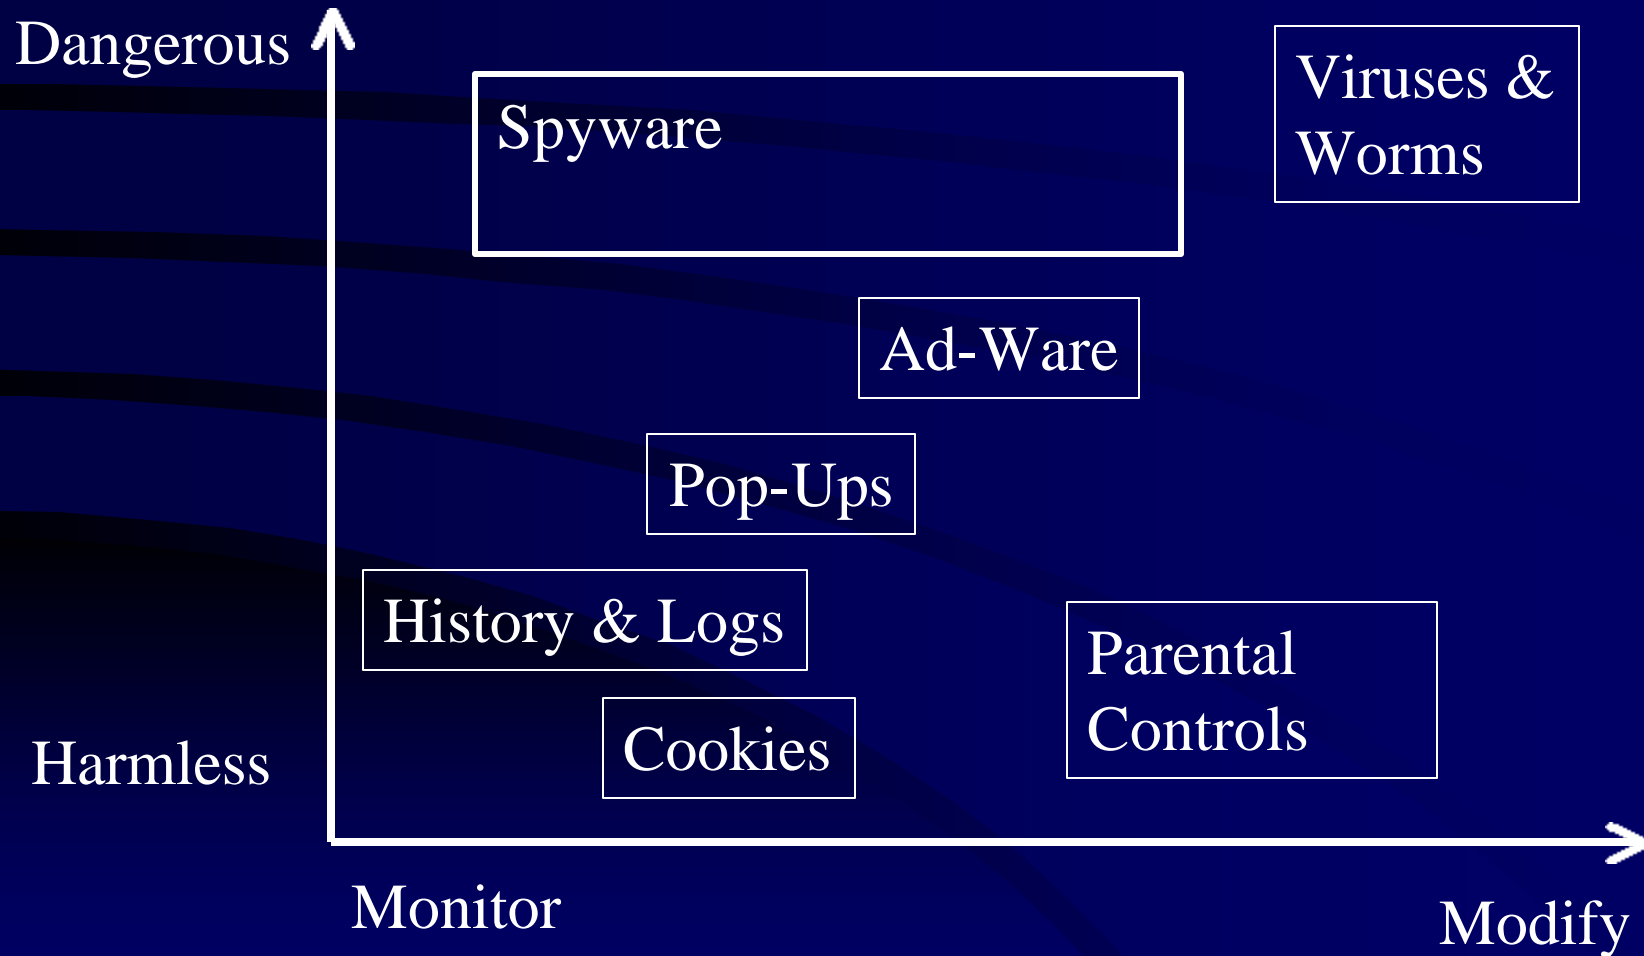 Dangerous
Viruses &
Worms
Spyware
Ad-Ware
Pop-Ups
History & Logs
Parental
Controls
Cookies
Harmless
Monitor
Modify